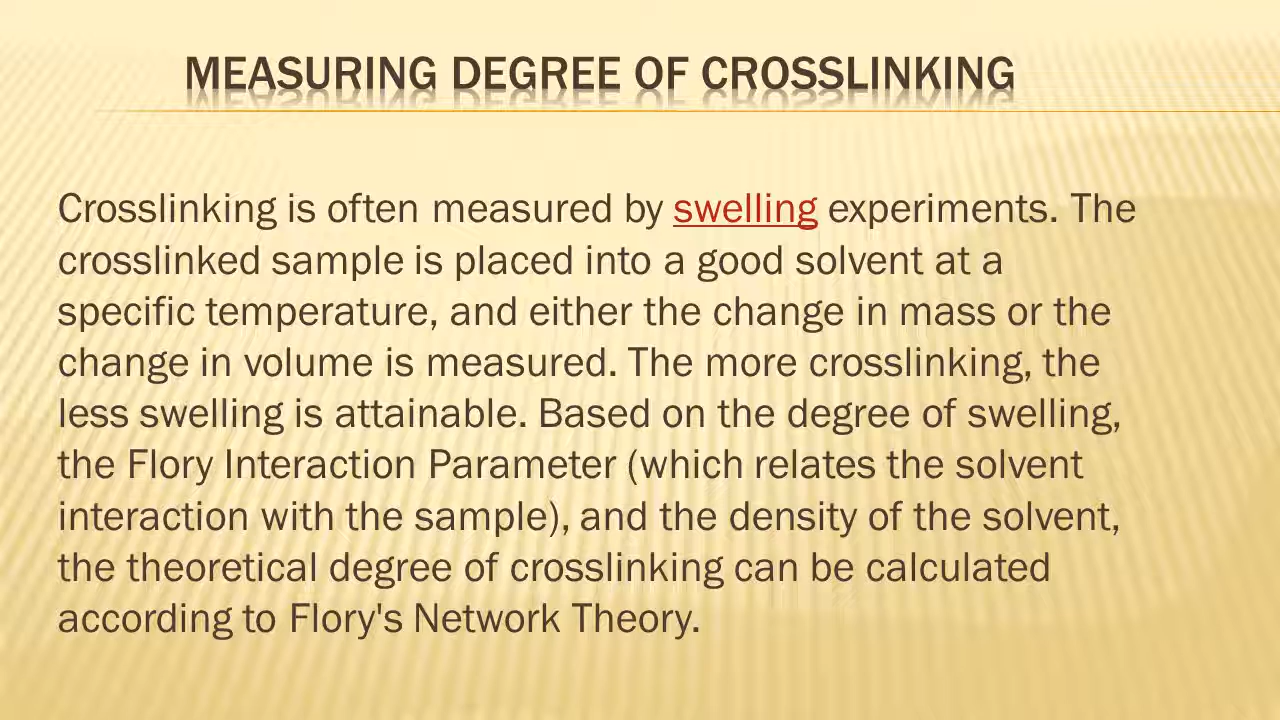 MEASURING DEGREE OF CROSSLINKING
Crosslinking is often measured by swelling experiments. The
crosslinked sample is placed into a good solvent at a
specific temperature, and either the change in mass or the
change in volume is measured. The more crosslinking, the
less swelling is attainable. Based on the degree of swelling,
the Flory Interaction Parameter (which relates the solvent
interaction with the sample), and the density of the solvent,
the theoretical degree of crosslinking can be calculated
according to Flory's Network Theory.